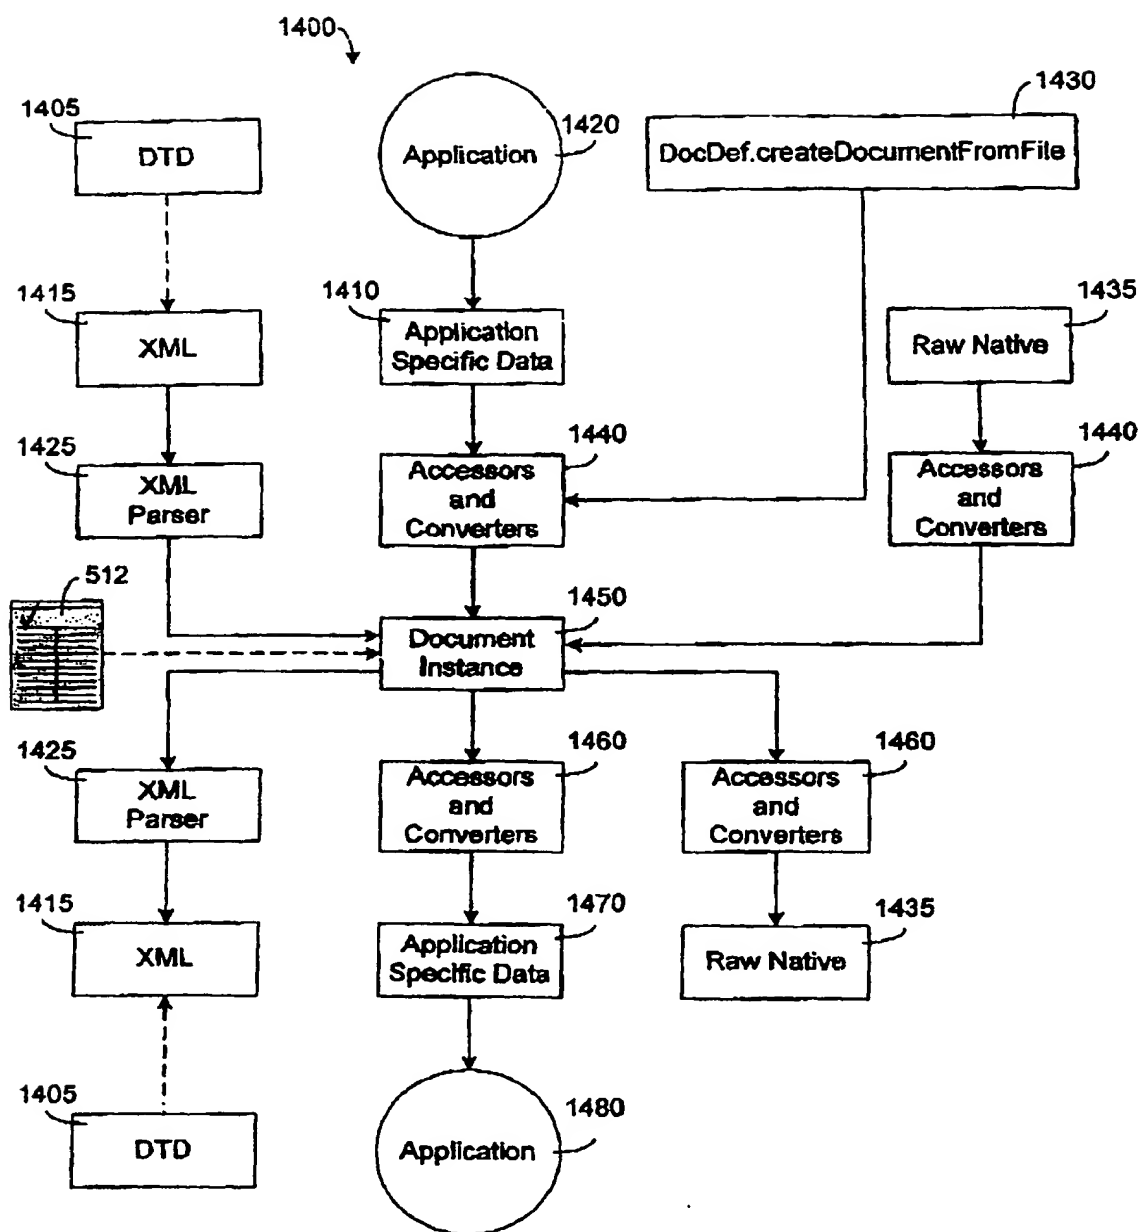 1400
1405
DTD
1420
Application
1430
DocDef.createDocumentFromFile
1415
XML
1410
Application
Specific Data
1435
Raw Native
1425
XML
Parser
1440
Accessors
and
Converters
1440
Accessors
and
Converters
512
1450
Document
Instance
1425
XML
Parser
1460
Accessors
and
Converters
1460
Accessors
and
Converters
1415
XML
1470
Application
Specific Data
1435
Raw Native
1405
DTD
1480
Application